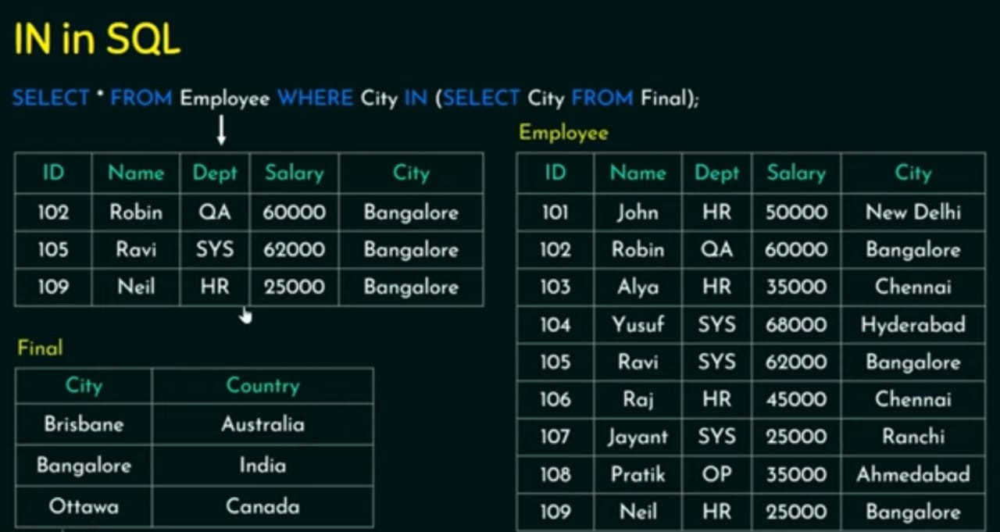 IN in SQL
SELECT * FROM Employee WHERE City IN (SELECT City FROM Final);
ID Name Dept Salary City
102 Robin QA 60000 Bangalore
105 Ravi SYS 62000 Bangalore
109 Neil HR 25000 Bangalore
Final
City Country
Brisbane Australia
Bangalore India
Ottawa Canada
Employee
ID Name Dept Salary City
101 John HR 50000 New Delhi
102 Robin QA 60000 Bangalore
103 Alya HR 35000 Chennai
104 Yusuf SYS 68000 Hyderabad
105 Ravi SYS 62000 Bangalore
106 Raj HR 45000 Chennai
107 Jayant SYS 25000 Ranchi
108 Pratik OP 35000 Ahmedabad
109 Neil HR 25000 Bangalore